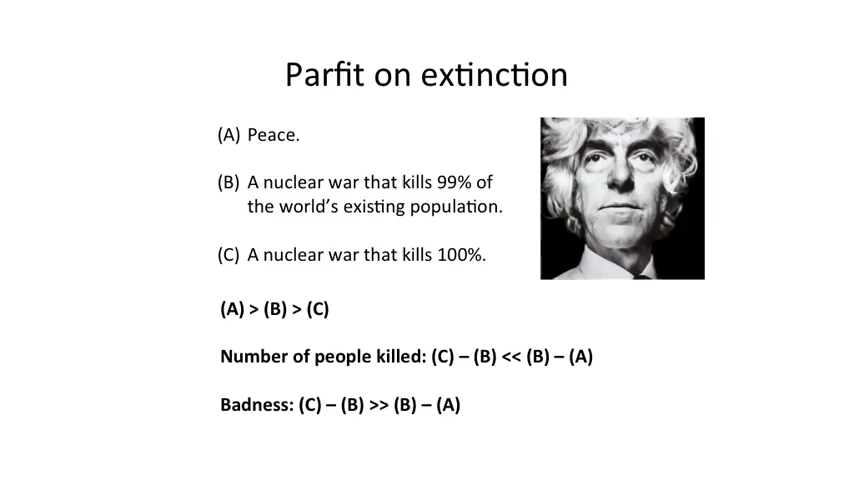 Parfit on extinction
(A) Peace.
(B) A nuclear war that kills 99% of
the world's existing population.
(C) A nuclear war that kills 100%.
(A) > (B) > (C)
Number of people killed: (C) – (B) << (B) – (A)
Badness: (C) – (B) >> (B) – (A)